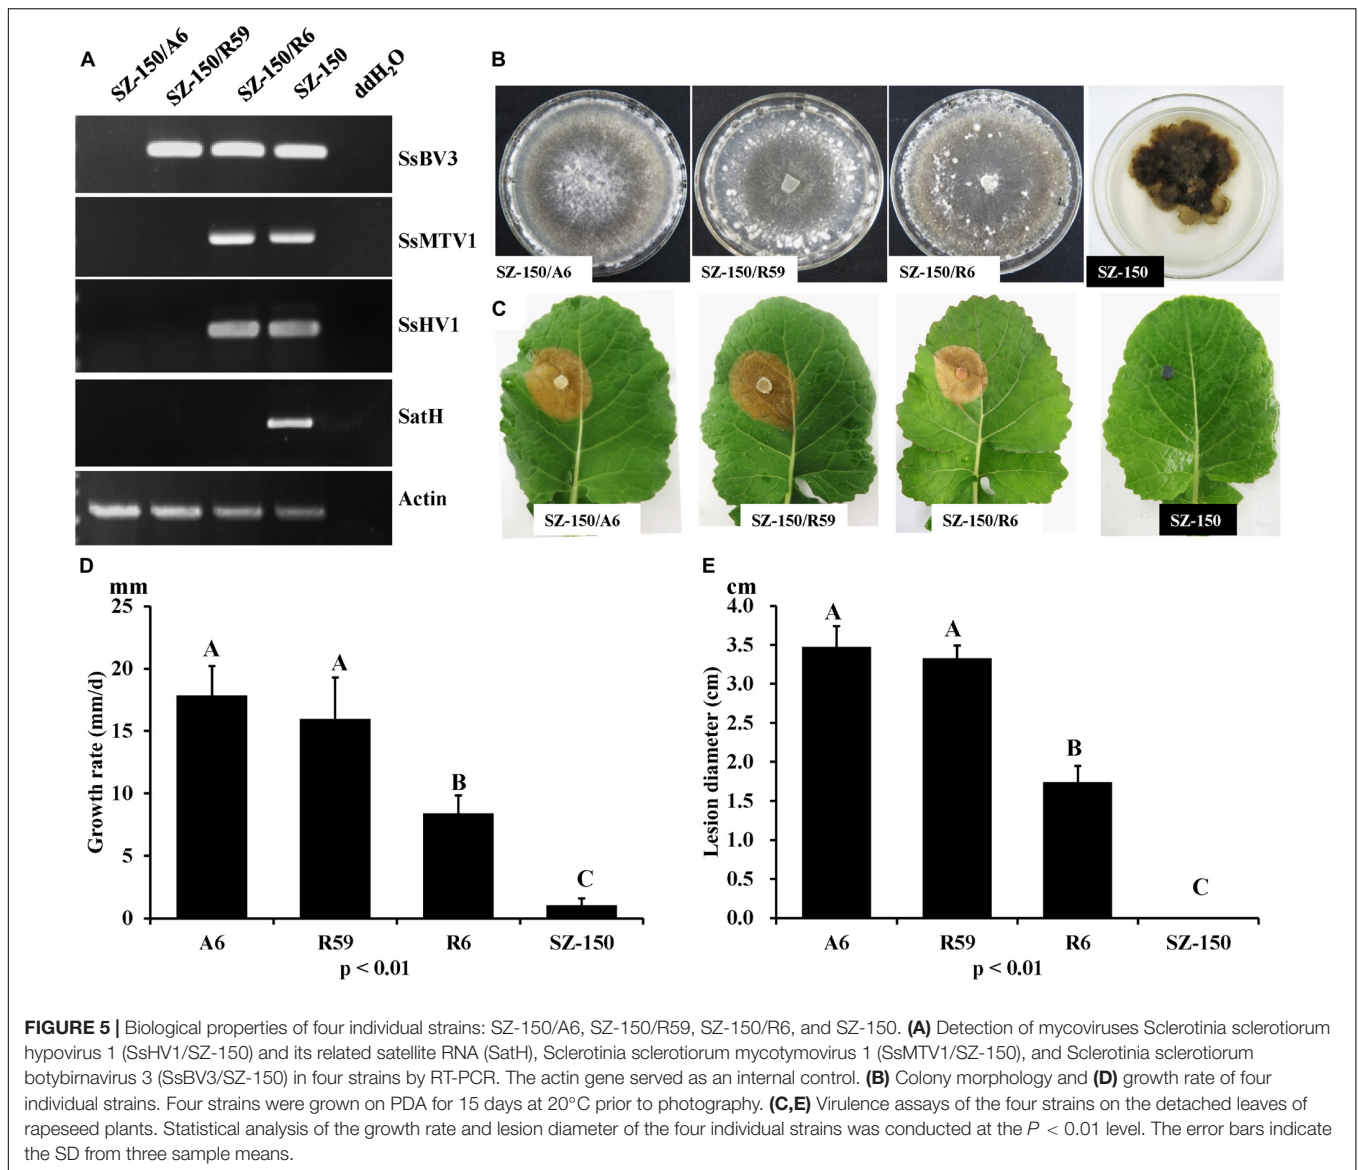 A
SZ-150/A6
SZ-150/R59
SZ-150/R6
SZ-150
ddH₂O
SsBV3
SsMTV1
SsHV1
SatH
Actin
B
SZ-150/A6
SZ-150/R59
SZ-150/R6
SZ-150
C
SZ-150/A6
SZ-150/R59
SZ-150/R6
SZ-150
D
mm
Growth rate (mm/d)
25
20
15
10
5
0
A
A
B
C
A6
R59
R6
SZ-150
p < 0.01
E
cm
Lesion diameter (cm)
4.0
3.5
3.0
2.5
2.0
1.5
1.0
0.5
0.0
A
A
B
C
A6
R59
R6
SZ-150
p < 0.01
FIGURE 5 | Biological properties of four individual strains: SZ-150/A6, SZ-150/R59, SZ-150/R6, and SZ-150. (A) Detection of mycoviruses Sclerotinia sclerotiorum
hypovirus 1 (SsHV1/SZ-150) and its related satellite RNA (SatH), Sclerotinia sclerotiorum mycotymovirus 1 (SsMTV1/SZ-150), and Sclerotinia sclerotiorum
botybirnavirus 3 (SsBV3/SZ-150) in four strains by RT-PCR. The actin gene served as an internal control. (B) Colony morphology and (D) growth rate of four
individual strains. Four strains were grown on PDA for 15 days at 20°C prior to photography. (C,E) Virulence assays of the four strains on the detached leaves of
rapeseed plants. Statistical analysis of the growth rate and lesion diameter of the four individual strains was conducted at the P < 0.01 level. The error bars indicate
the SD from three sample means.